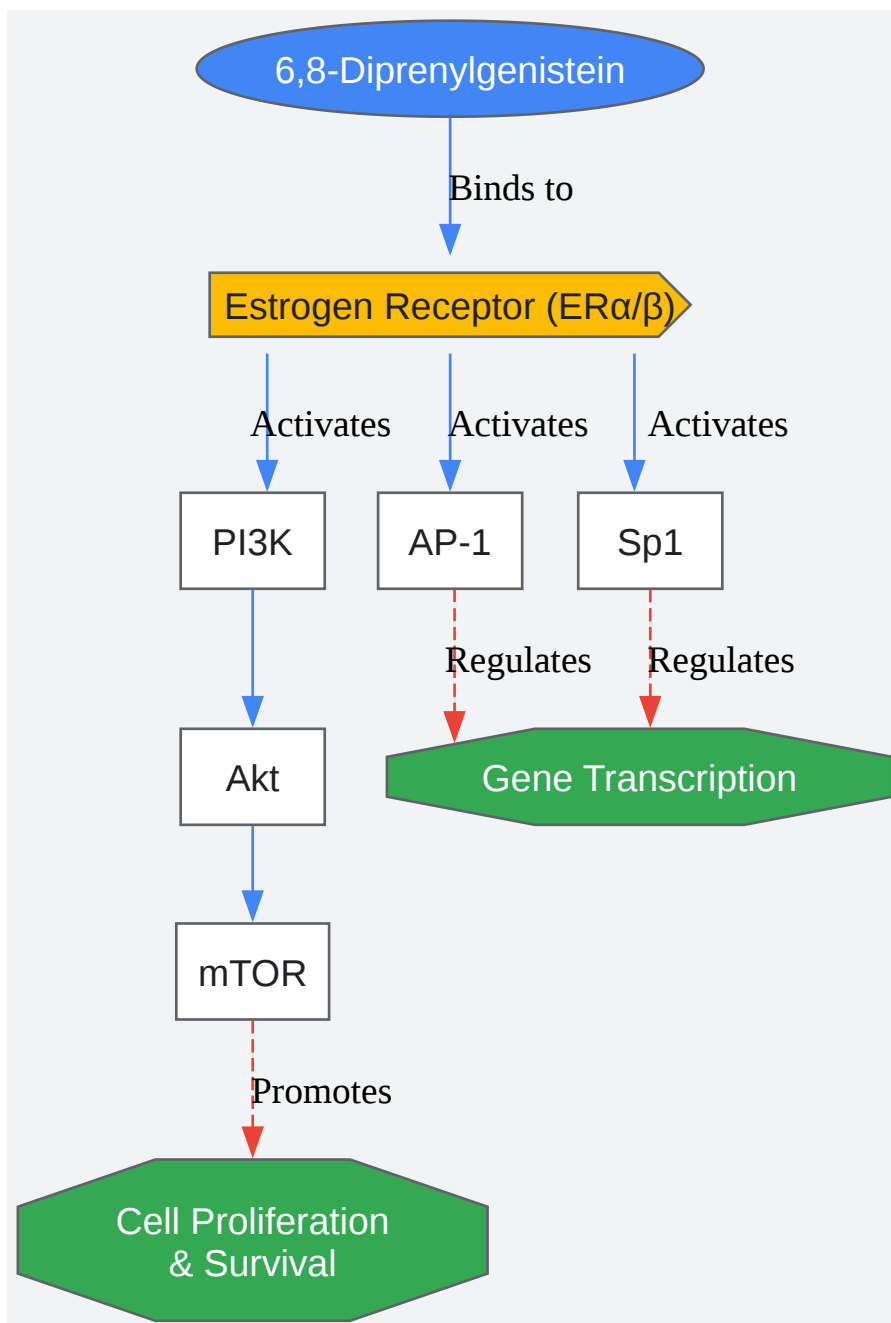 6,8-Diprenylgenistein
Binds to
Estrogen Receptor (ERα/β)
Activates
Activates
Activates
PI3K
AP-1
Sp1
Regulates
Regulates
Akt
Gene Transcription
mTOR
Promotes
Cell Proliferation
& Survival